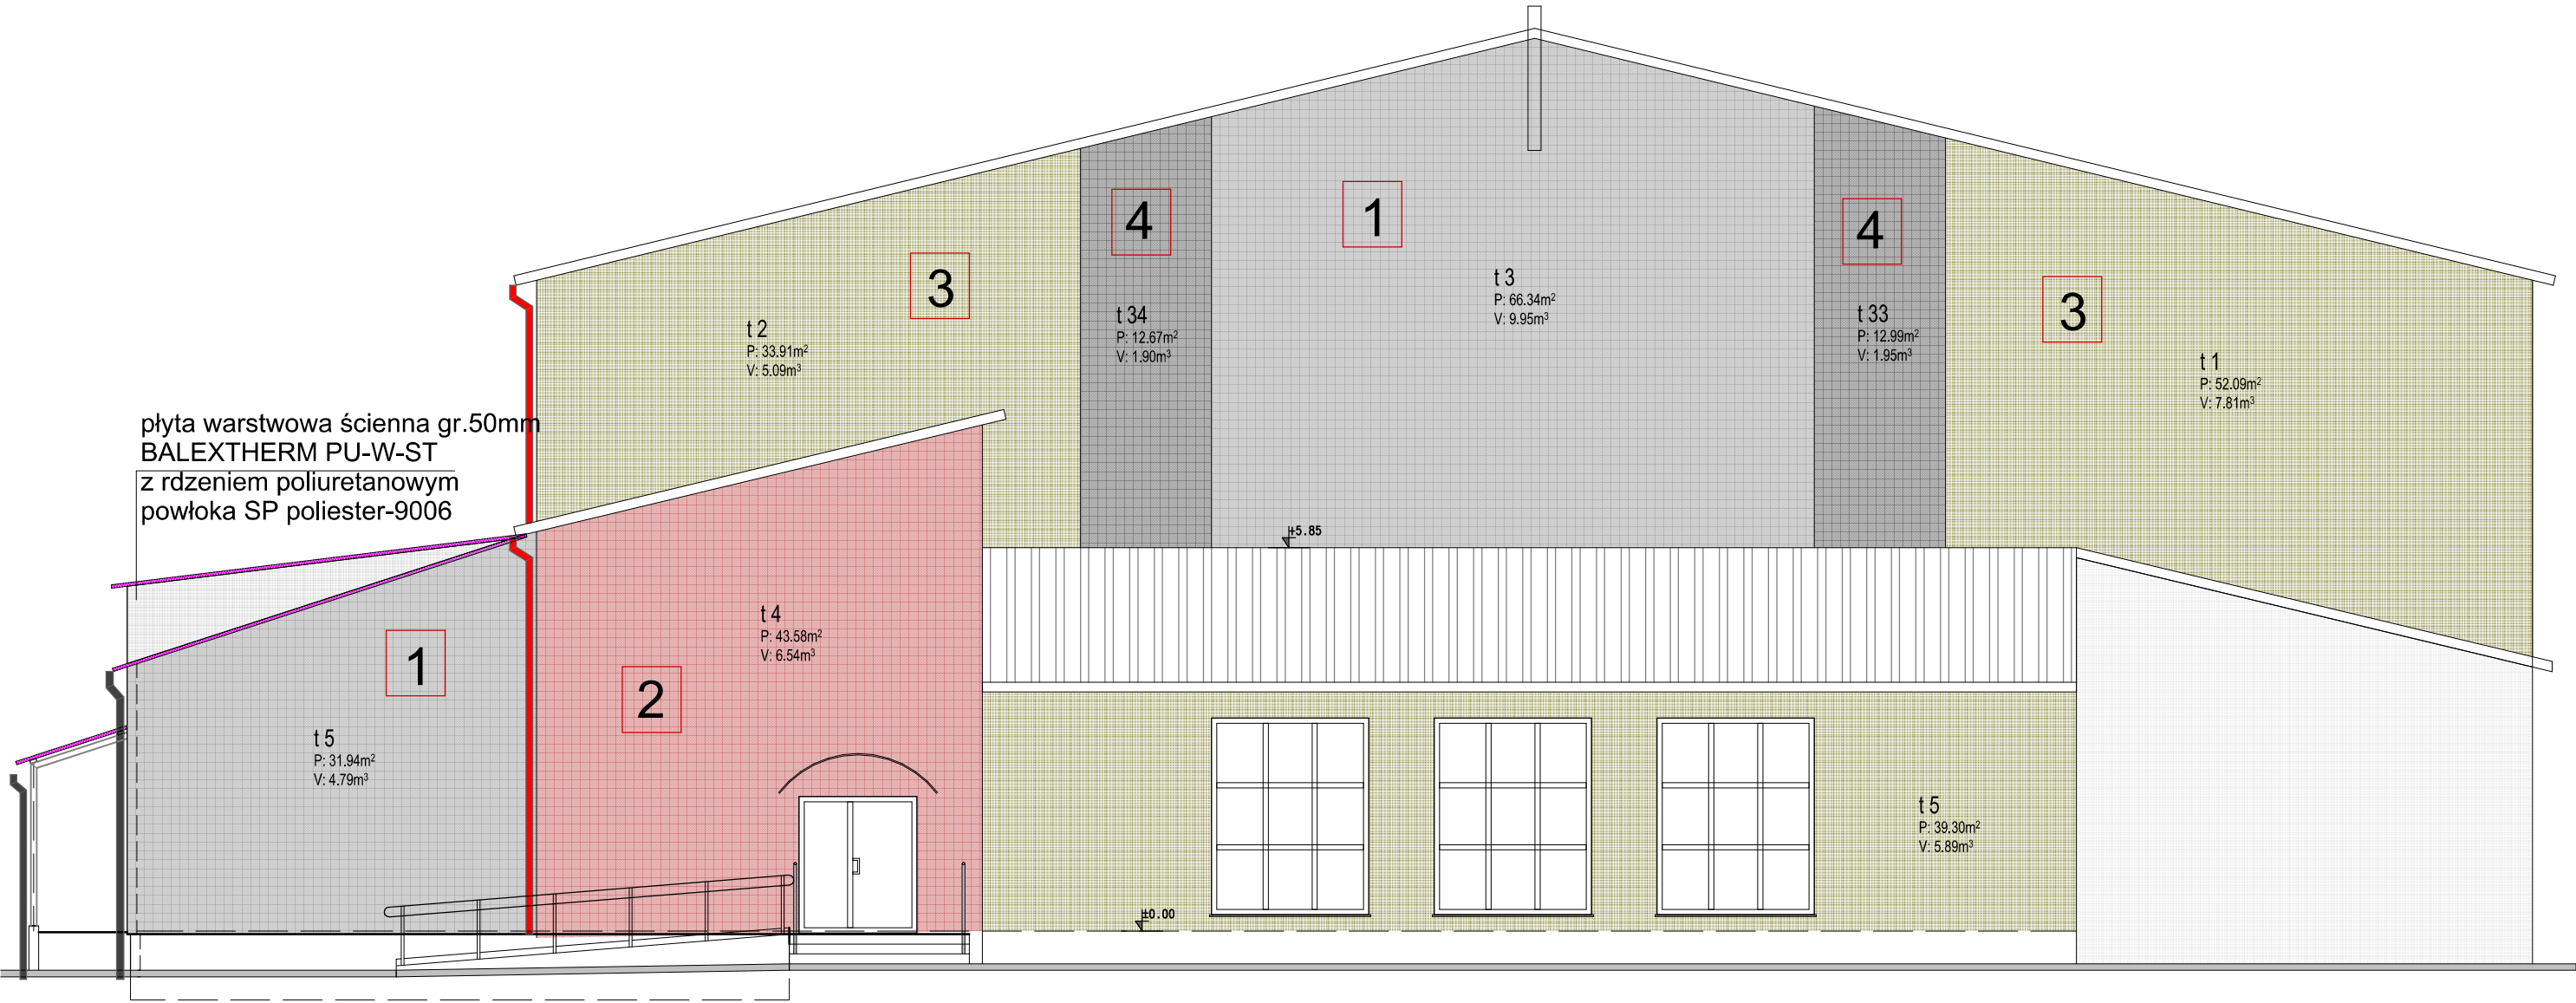 4
1
4
3
3
t 2
P: 33.91m²
V: 5.09m³
t 34
P: 12.67m²
V: 1.90m³
t 3
P: 66.34m²
V: 9.95m³
t 33
P: 12.99m²
V: 1.95m³
t 1
P: 52.09m²
V: 7.81m³
płyta warstwowa ścienna gr.50mm
BALEXTHERM PU-W-ST
z rdzeniem poliuretanowym
powłoka SP poliester-9006
+5.85
1
2
t 4
P: 43.58m²
V: 6.54m³
t 5
P: 31.94m²
V: 4.79m³
t 5
P: 39.30m²
V: 5.89m³
±0.00